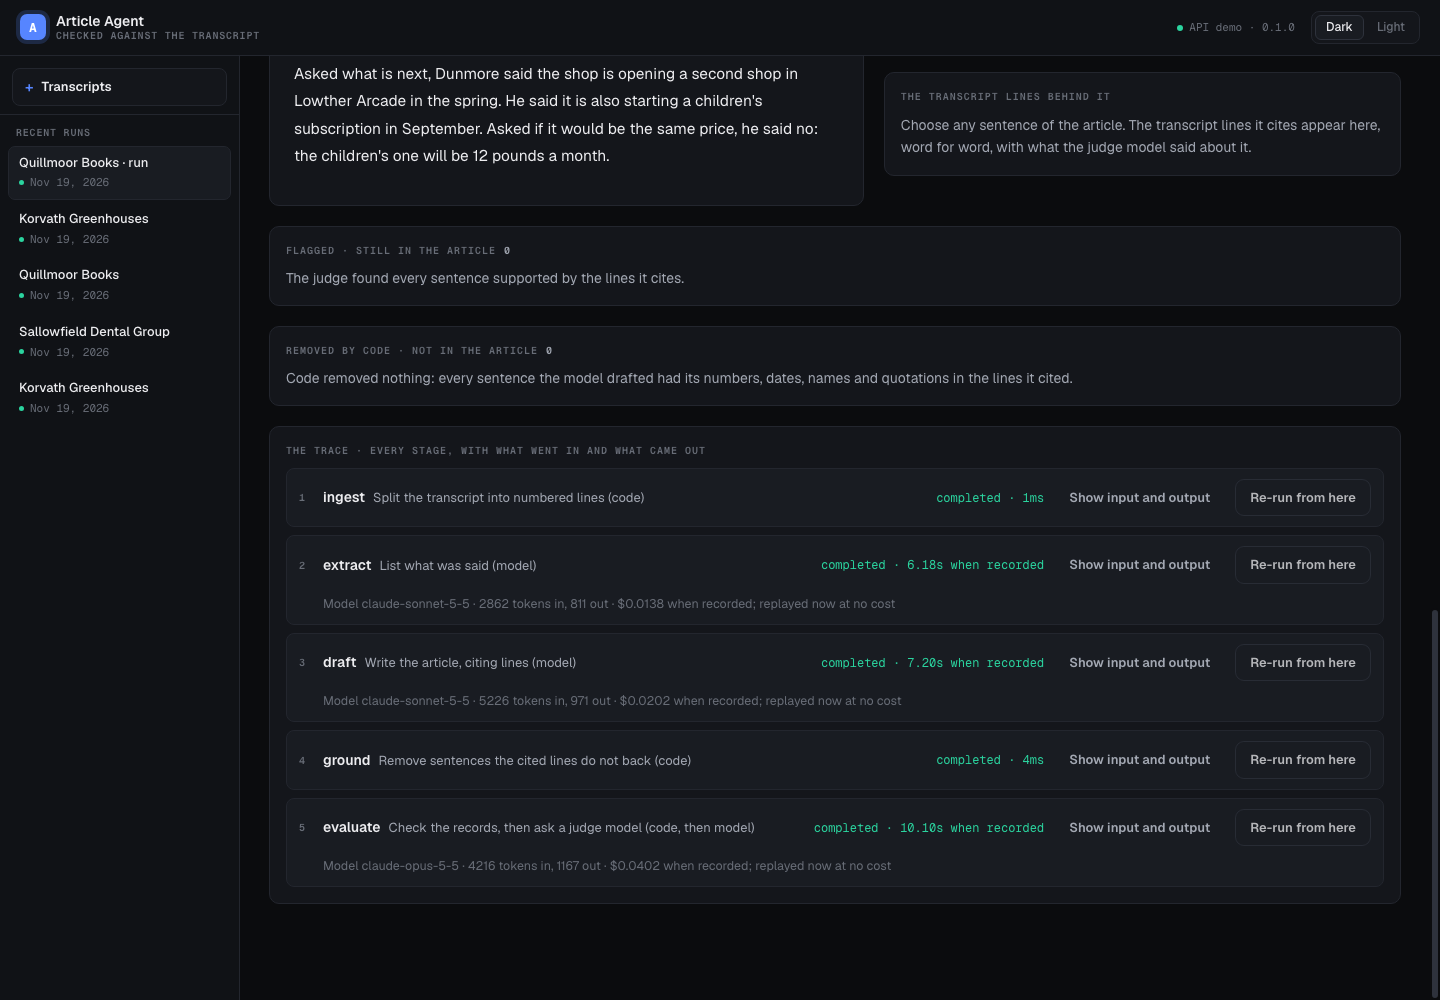 A
Article Agent
CHECKED AGAINST THE TRANSCRIPT
API demo · 0.1.0
Dark
Light
+ Transcripts
RECENT RUNS
Quillmoor Books · run
Nov 19, 2026
Korvath Greenhouses
Nov 19, 2026
Quillmoor Books
Nov 19, 2026
Sallowfield Dental Group
Nov 19, 2026
Korvath Greenhouses
Nov 19, 2026
Asked what is next, Dunmore said the shop is opening a second shop in
Lowther Arcade in the spring. He said it is also starting a children's
subscription in September. Asked if it would be the same price, he said no:
the children's one will be 12 pounds a month.
THE TRANSCRIPT LINES BEHIND IT
Choose any sentence of the article. The transcript lines it cites appear here,
word for word, with what the judge model said about it.
FLAGGED · STILL IN THE ARTICLE 0
The judge found every sentence supported by the lines it cites.
REMOVED BY CODE · NOT IN THE ARTICLE 0
Code removed nothing: every sentence the model drafted had its numbers, dates, names and quotations in the lines it cited.
THE TRACE · EVERY STAGE, WITH WHAT WENT IN AND WHAT CAME OUT
1 ingest Split the transcript into numbered lines (code) completed · 1ms Show input and output Re-run from here
2 extract List what was said (model) completed · 6.18s when recorded Show input and output Re-run from here
Model claude-sonnet-5-5 · 2862 tokens in, 811 out · $0.0138 when recorded; replayed now at no cost
3 draft Write the article, citing lines (model) completed · 7.20s when recorded Show input and output Re-run from here
Model claude-sonnet-5-5 · 5226 tokens in, 971 out · $0.0202 when recorded; replayed now at no cost
4 ground Remove sentences the cited lines do not back (code) completed · 4ms Show input and output Re-run from here
5 evaluate Check the records, then ask a judge model (code, then model) completed · 10.10s when recorded Show input and output Re-run from here
Model claude-opus-5-5 · 4216 tokens in, 1167 out · $0.0402 when recorded; replayed now at no cost